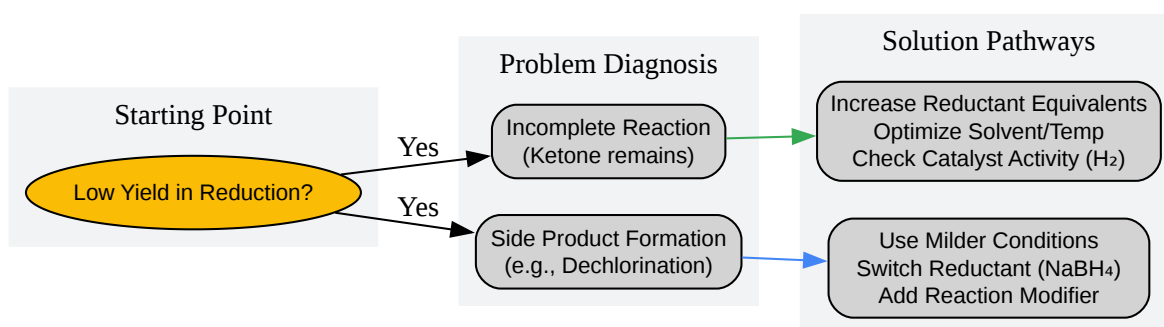 Starting Point
Low Yield in Reduction?
Yes
Yes
Problem Diagnosis
Incomplete Reaction
(Ketone remains)
Side Product Formation
(e.g., Dechlorination)
Solution Pathways
Increase Reductant Equivalents
Optimize Solvent/Temp
Check Catalyst Activity (H₂)
Use Milder Conditions
Switch Reductant (NaBH₄)
Add Reaction Modifier